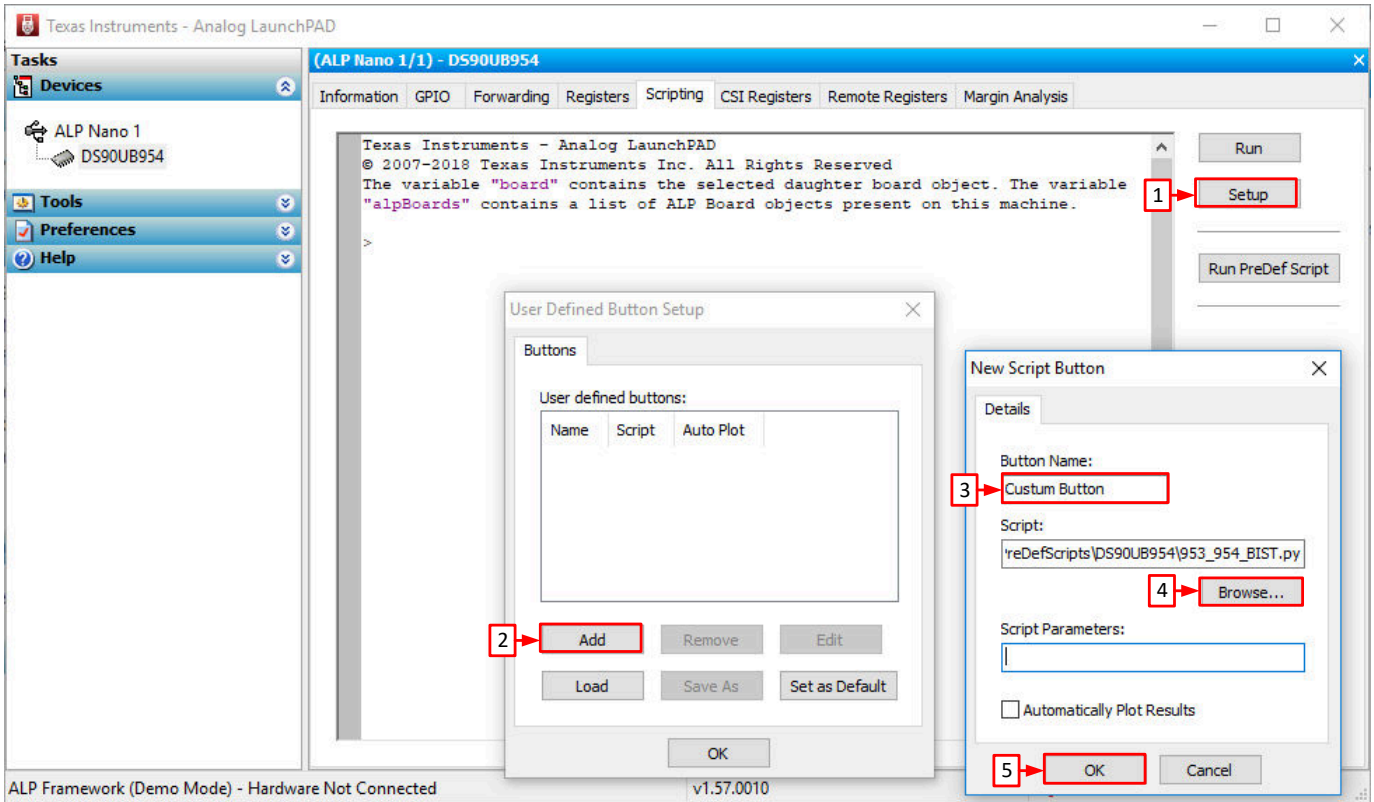 Texas Instruments - Analog LaunchPAD
Tasks
(ALP Nano 1/1) - DS90UB954
Devices
Information GPIO Forwarding Registers Scripting CSI Registers Remote Registers Margin Analysis
ALP Nano 1
DS90UB954
Tools
Preferences
Help
Texas Instruments - Analog LaunchPAD
© 2007-2018 Texas Instruments Inc. All Rights Reserved
The variable "board" contains the selected daughter board object. The variable
"alpBoards" contains a list of ALP Board objects present on this machine.
>
Run
1
Setup
Run PreDef Script
User Defined Button Setup
Buttons
User defined buttons:
Name Script Auto Plot
2
Add Remove Edit
Load Save As Set as Default
OK
New Script Button
Details
Button Name:
3
Custum Button
Script:
'reDefScripts\DS90UB954\953_954_BIST.py
4
Browse...
Script Parameters:
Automatically Plot Results
5
OK Cancel
ALP Framework (Demo Mode) - Hardware Not Connected
v1.57.0010